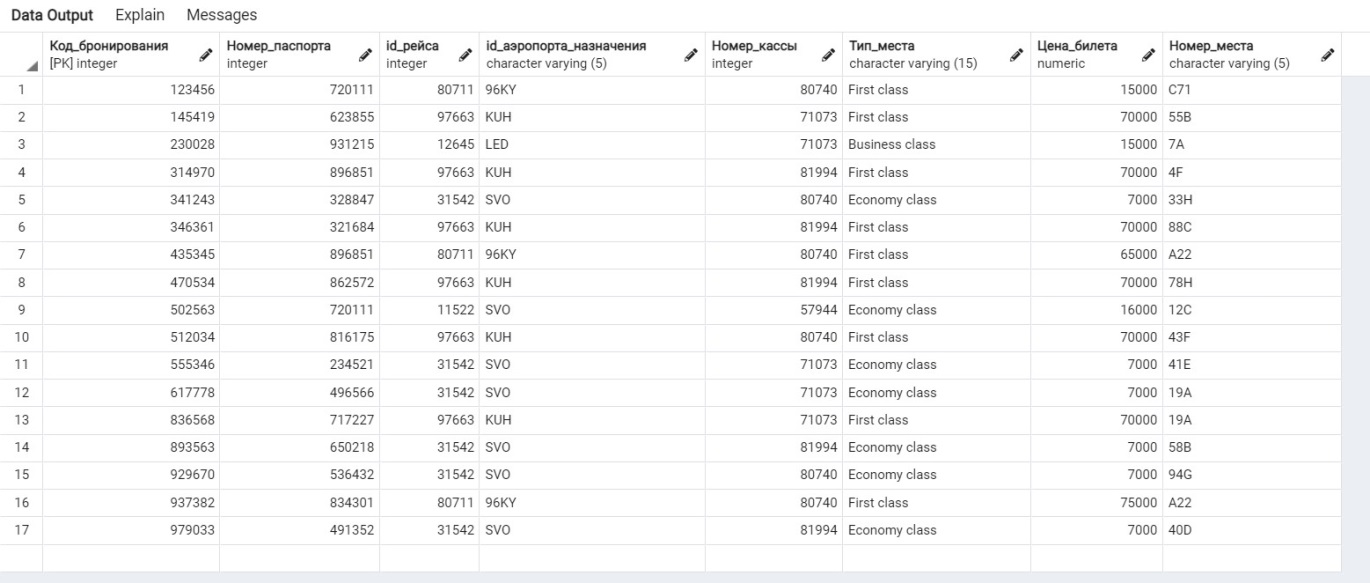 Data Output Explain Messages
Код_бронирования Номер_паспорта id_рейса id_аэропорта_назначения Номер_кассы Тип_места Цена_билета Номер_места
[PK] integer integer integer character varying (5) integer character varying (15) numeric character varying (5)
1 123456 720111 80711 96KY 80740 First class 15000 C71
2 145419 623855 97663 KUH 71073 First class 70000 55B
3 230028 931215 12645 LED 71073 Business class 15000 7A
4 314970 896851 97663 KUH 81994 First class 70000 4F
5 341243 328847 31542 SVO 80740 Economy class 7000 33H
6 346361 321684 97663 KUH 81994 First class 70000 88C
7 435345 896851 80711 96KY 80740 First class 65000 A22
8 470534 862572 97663 KUH 81994 First class 70000 78H
9 502563 720111 11522 SVO 57944 Economy class 16000 12C
10 512034 816175 97663 KUH 80740 First class 70000 43F
11 555346 234521 31542 SVO 71073 Economy class 7000 41E
12 617778 496566 31542 SVO 71073 Economy class 7000 19A
13 836568 717227 97663 KUH 71073 First class 70000 19A
14 893563 650218 31542 SVO 81994 Economy class 7000 58B
15 929670 536432 31542 SVO 80740 Economy class 7000 94G
16 937382 834301 80711 96KY 80740 First class 75000 A22
17 979033 491352 31542 SVO 81994 Economy class 7000 40D